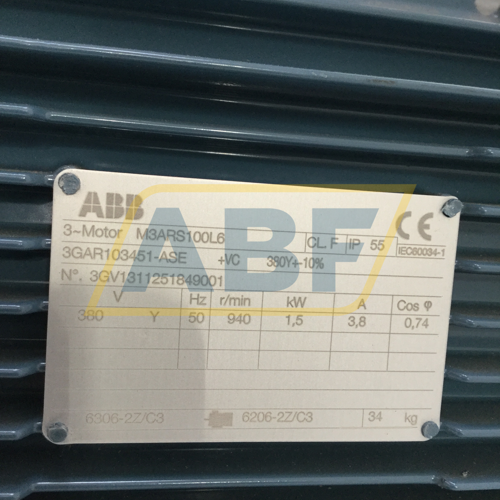 ABB
CE
3~Motor M3ARS100L6 CL. F IP 55 IEC60034-1
3GAR103451-ASE +VC 380Y+-10%
N°. 3GV1311251849001
V Hz r/min kW A Cos φ
380 Y 50 940 1,5 3,8 0,74
6306-2Z/C3 6206-2Z/C3 34 kg
ABF